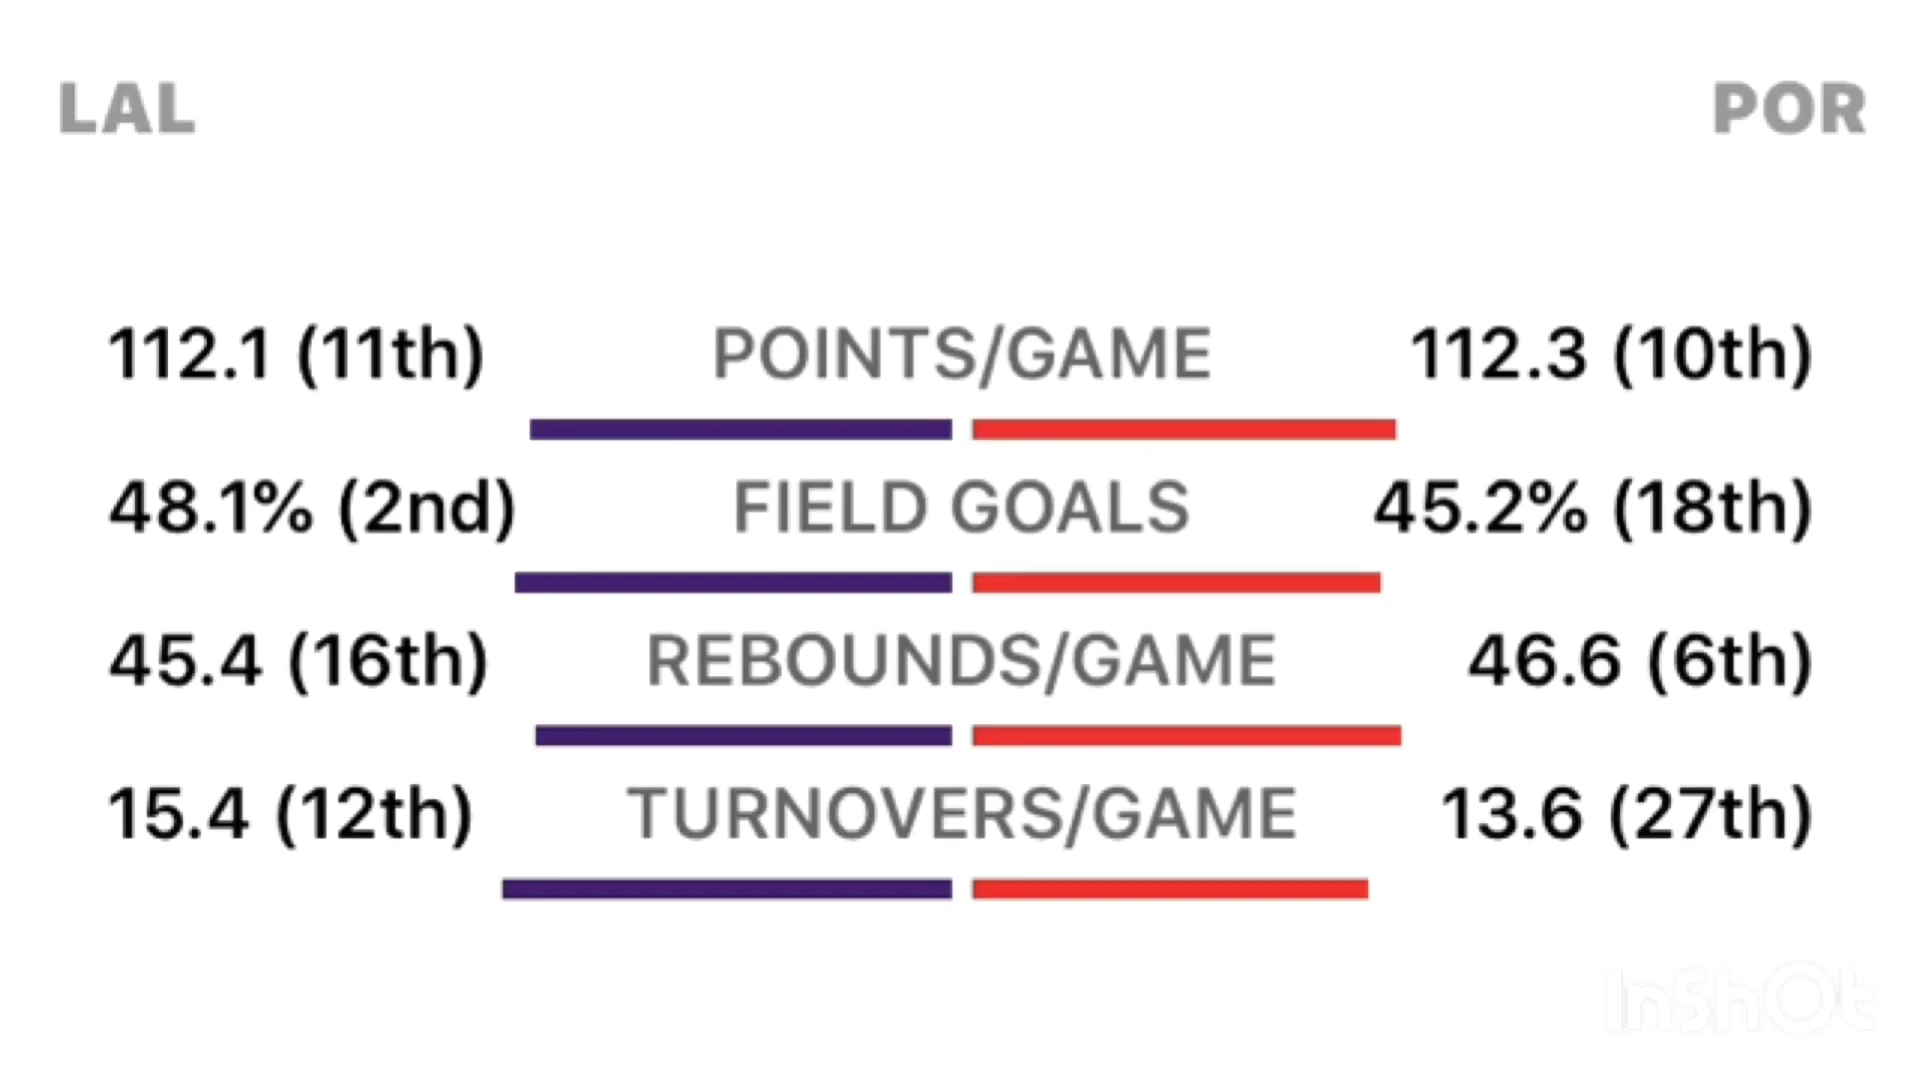 LAL POR
112.1 (11th) POINTS/GAME 112.3 (10th)
48.1% (2nd) FIELD GOALS 45.2% (18th)
45.4 (16th) REBOUNDS/GAME 46.6 (6th)
15.4 (12th) TURNOVERS/GAME 13.6 (27th)
InShOt